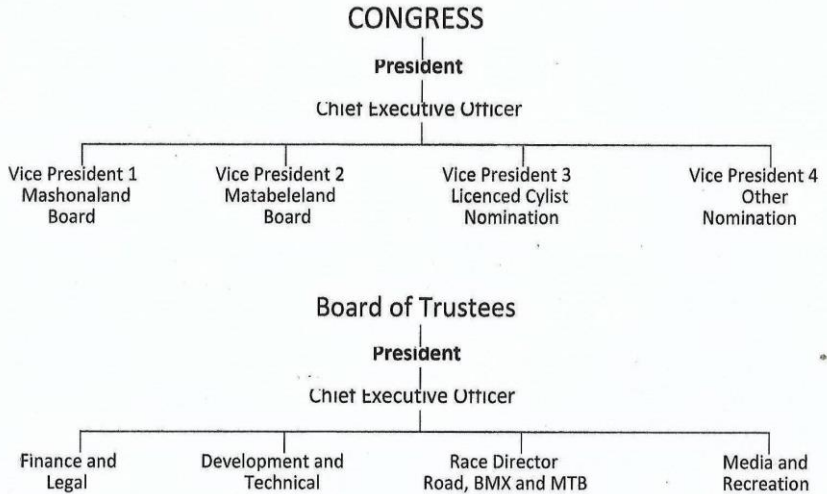 CONGRESS
President
Chief Executive Officer
Vice President 1
Mashonaland
Board
Vice President 2
Matabeleland
Board
Vice President 3
Licenced Cylist
Nomination
Vice President 4
Other
Nomination
Board of Trustees
President
Chief Executive Officer
Finance and
Legal
Development and
Technical
Race Director
Road, BMX and MTB
Media and
Recreation